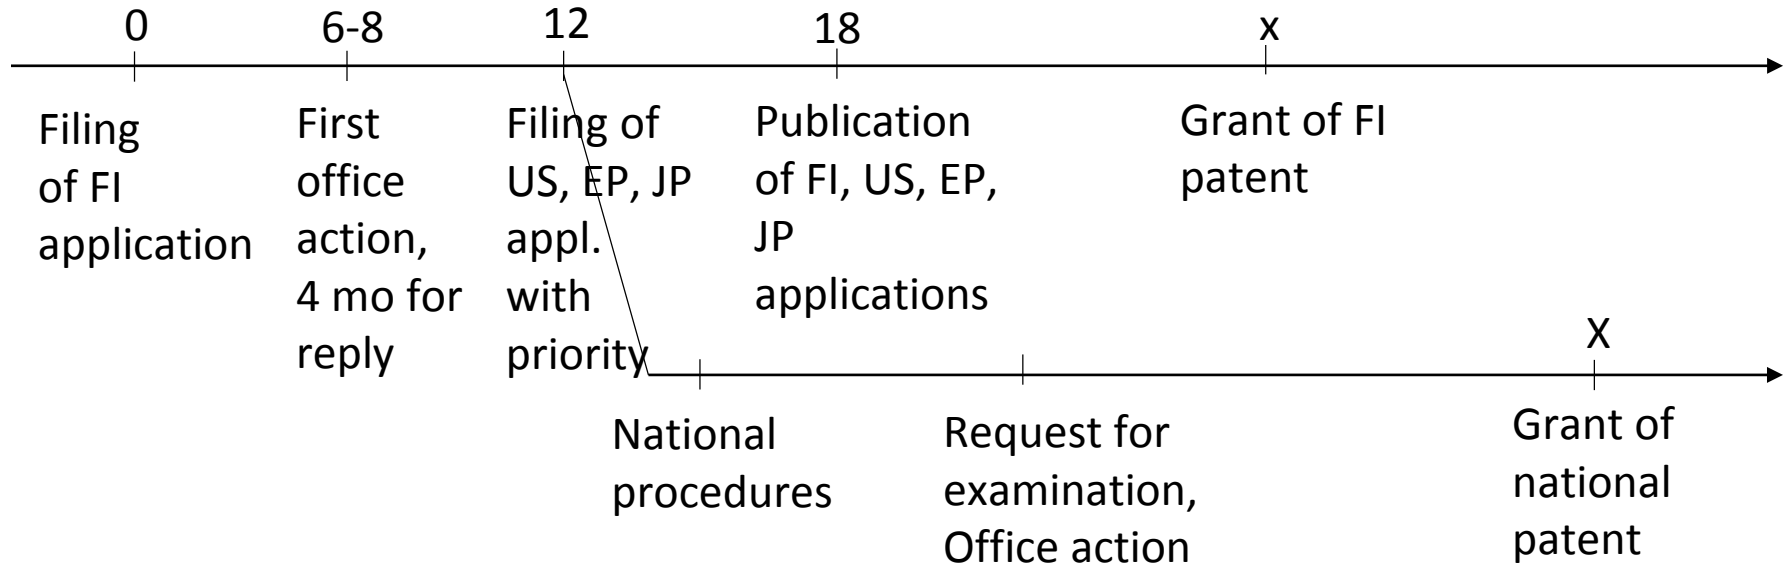 0
6-8
12
18
x
Filing
of FI
application
First
office
action,
4 mo for
reply
Filing of
US, EP, JP
appl.
with
priority
Publication
of FI, US, EP,
JP
applications
Grant of FI
patent
X
National
procedures
Request for
examination,
Office action
Grant of
national
patent